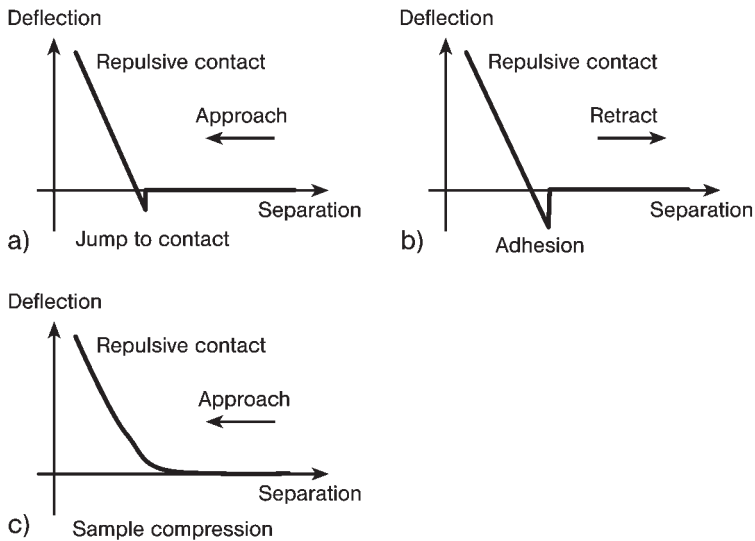 Deflection
Repulsive contact
Approach
Separation
a) Jump to contact
Deflection
Repulsive contact
Retract
Separation
b) Adhesion
Deflection
Repulsive contact
Approach
Separation
c) Sample compression